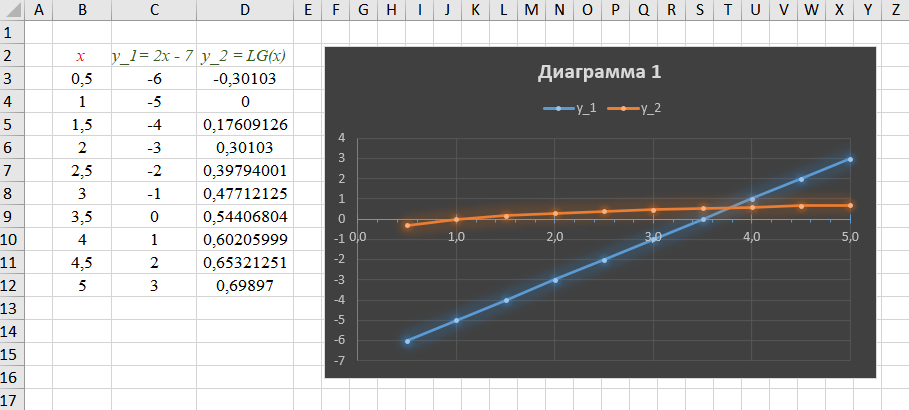 A B C D E F G H I J K L M N O P Q R S T U V W X Y Z
1
2 x y_1= 2x - 7 y_2 = LG(x)
3 0,5 -6 -0,30103
4 1 -5 0
5 1,5 -4 0,17609126
6 2 -3 0,30103
7 2,5 -2 0,39794001
8 3 -1 0,47712125
9 3,5 0 0,54406804
10 4 1 0,60205999
11 4,5 2 0,65321251
12 5 3 0,69897
13
14
15
16
17
Диаграмма 1
y_1 y_2
4
3
2
1
0
-1
0,0 1,0 2,0 3,0 4,0 5,0
-2
-3
-4
-5
-6
-7